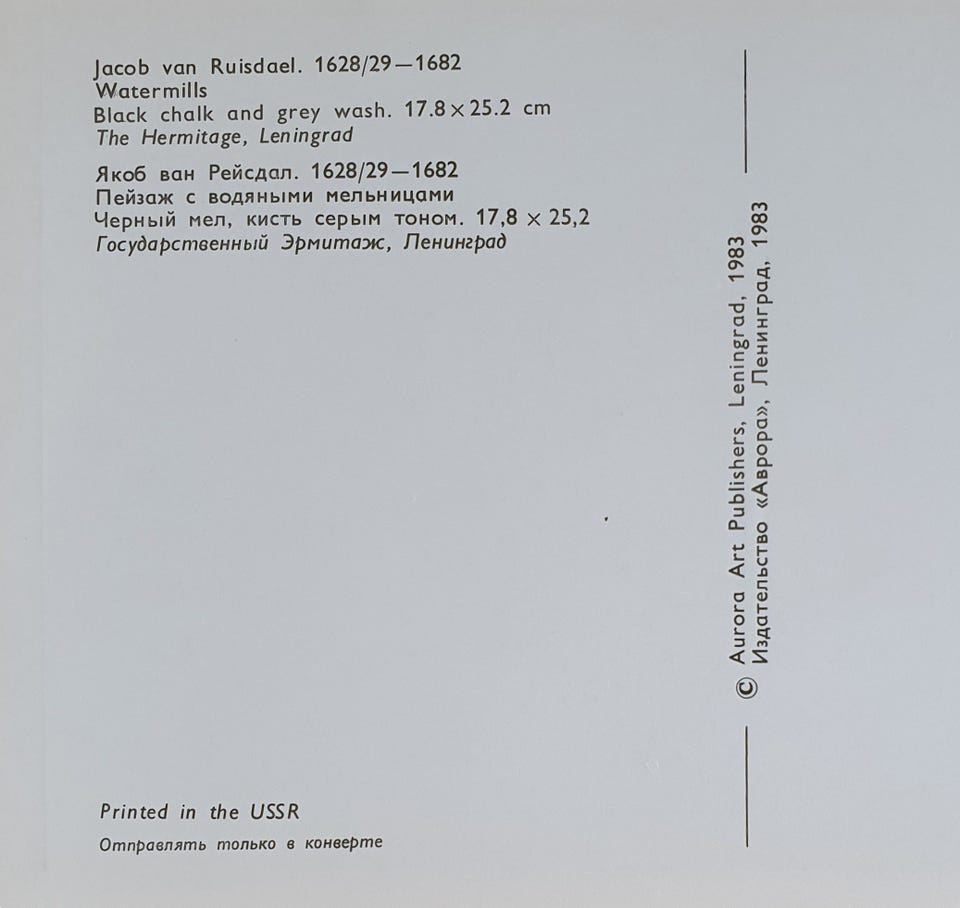 Jacob van Ruisdael. 1628/29—1682
Watermills
Black chalk and grey wash. 17.8 × 25.2 cm
The Hermitage, Leningrad
Якоб ван Рейсдал. 1628/29—1682
Пейзаж с водяными мельницами
Черный мел, кисть серым тоном. 17,8 × 25,2
Государственный Эрмитаж, Ленинград
© Aurora Art Publishers, Leningrad, 1983
Издательство «Аврора», Ленинград, 1983
Printed in the USSR
Отправлять только в конверте